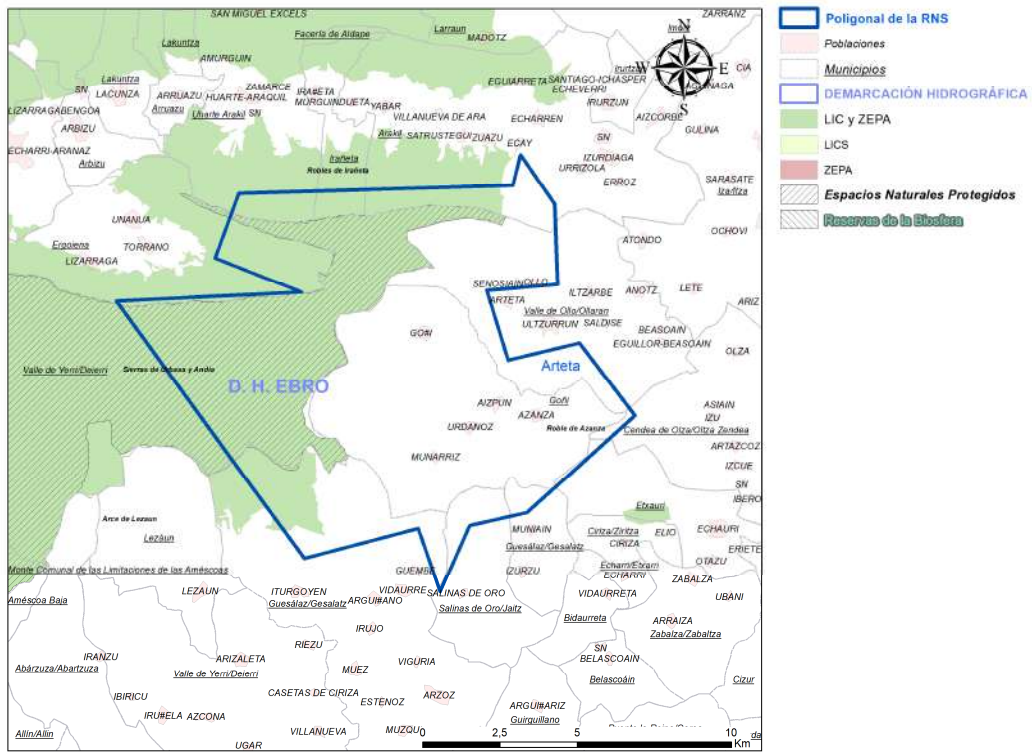 SAN MIGUEL EXCELS
ZARRANZ
Larraun
Facería de Aldape
MADOTZ
Lakuntza
N
AMURGUIN
W
E
CIA
S
Lakuntza
SN
LACUNZA
ZAMARCE
ARRUAZU
HUARTE-ARAQUIL
IRA#ETA
MURGUINDUETA
YABAR
EGUIARRETA
SANTIAGO-ICHASPER
ECHEVERRI
IRURZUN
LIZARRAGABENGOA
Arruazu
Uharte Arakil
SN
VILLANUEVA DE ARA
ECHARREN
AIZCORBE
GULINA
ARBIZU
Arakil
SATRUSTEGUI
ZUAZU
ECAY
SN
ECHARRI-ARANAZ
Arbizu
Irañeta
Robles de Irañeta
IZURDIAGA
URRIZOLA
ERROZ
SARASATE
Iza/Itza
UNANUA
OCHOVI
Ergoiena
TORRANO
ATONDO
LIZARRAGA
SENOSIAIN
OLLO
ILTZARBE
ANOTZ
LETE
ARIZ
ARTETA
Valle de Ollo/Ollaran
ULTZURRUN
SALDISE
BEASOAIN
EGUILLOR-BEASOAIN
GO#I
OLZA
Valle de Yerri/Deierri
Sierras de Urbasa y Andia
Arteta
D. H. EBRO
AIZPUN
Goñi
ASIAIN
IZU
AZANZA
URDANOZ
Roble de Azanza
Cendea de Olza/Oltza Zendea
ARTAZCOZ
MUNARRIZ
IZCUE
SN
IBERO
Etxauri
Arce de Lezaun
Lezáun
MUNIAIN
Ciriza/Ziritza
ELIO
ECHAURI
CIRIZA
Guesálaz/Gesalatz
ERIETE
OTAZU
Monte Comunal de las Limitaciones de las Améscoas
GUEMBE
IZURZU
Echarri/Etxarri
ECHARRI
ZABALZA
Améscoa Baja
LEZAUN
ITURGOYEN
Guesálaz/Gesalatz
VIDAURRE
ARGUI#ANO
SALINAS DE ORO
Salinas de Oro/Jaitz
VIDAURRETA
UBANI
Bidaurreta
ARRAIZA
Zabalza/Zabaltza
IRUJO
RIEZU
SN
IRANZU
ARIZALETA
BELASCOAIN
Abárzuza/Abartzuza
Valle de Yerri/Deierri
MUEZ
VIGURIA
Belascoáin
Cizur
IBIRICU
CASETAS DE CIRIZA
ESTENOZ
ARZOZ
ARGUI#ARIZ
Guirguillano
IRU#ELA
AZCONA
Allín/Allin
VILLANUEVA
MUZQUI
UGAR
0
2,5
5
10
Km
Poligonal de la RNS
Poblaciones
Municipios
DEMARCACIÓN HIDROGRÁFICA
LIC y ZEPA
LICS
ZEPA
Espacios Naturales Protegidos
Reservas de la Biosfera